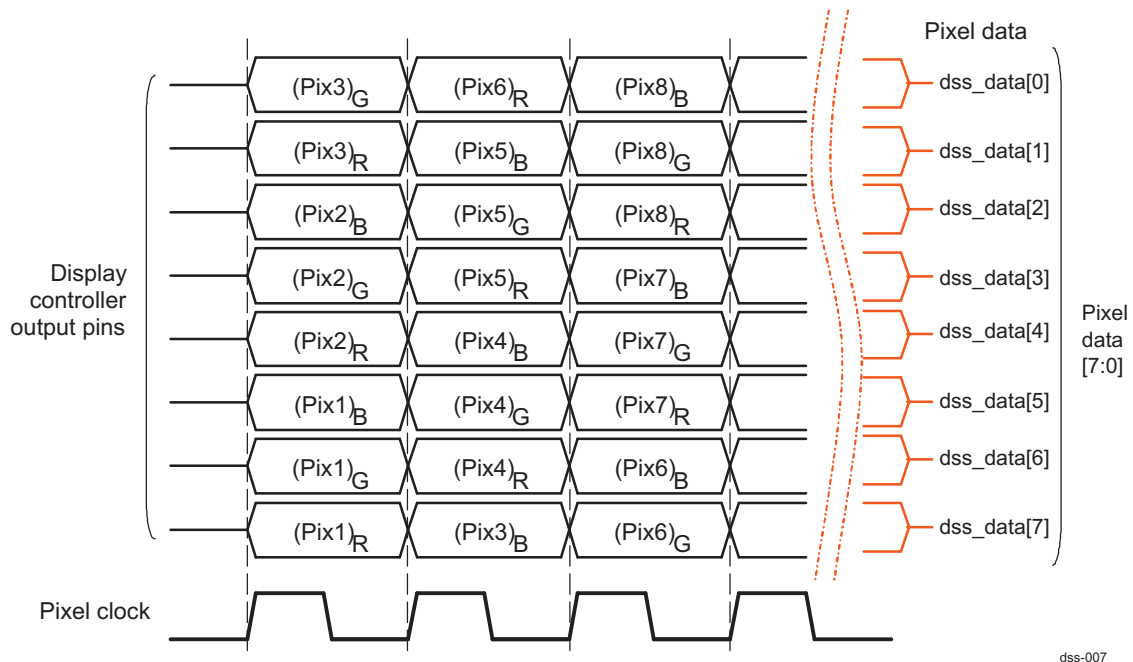 Pixel data
(Pix3)G (Pix6)R (Pix8)B dss_data[0]
(Pix3)R (Pix5)B (Pix8)G dss_data[1]
(Pix2)B (Pix5)G (Pix8)R dss_data[2]
(Pix2)G (Pix5)R (Pix7)B dss_data[3]
Display
controller
output pins
(Pix2)R (Pix4)B (Pix7)G dss_data[4]
Pixel
data
[7:0]
(Pix1)B (Pix4)G (Pix7)R dss_data[5]
(Pix1)G (Pix4)R (Pix6)B dss_data[6]
(Pix1)R (Pix3)B (Pix6)G dss_data[7]
Pixel clock
dss-007